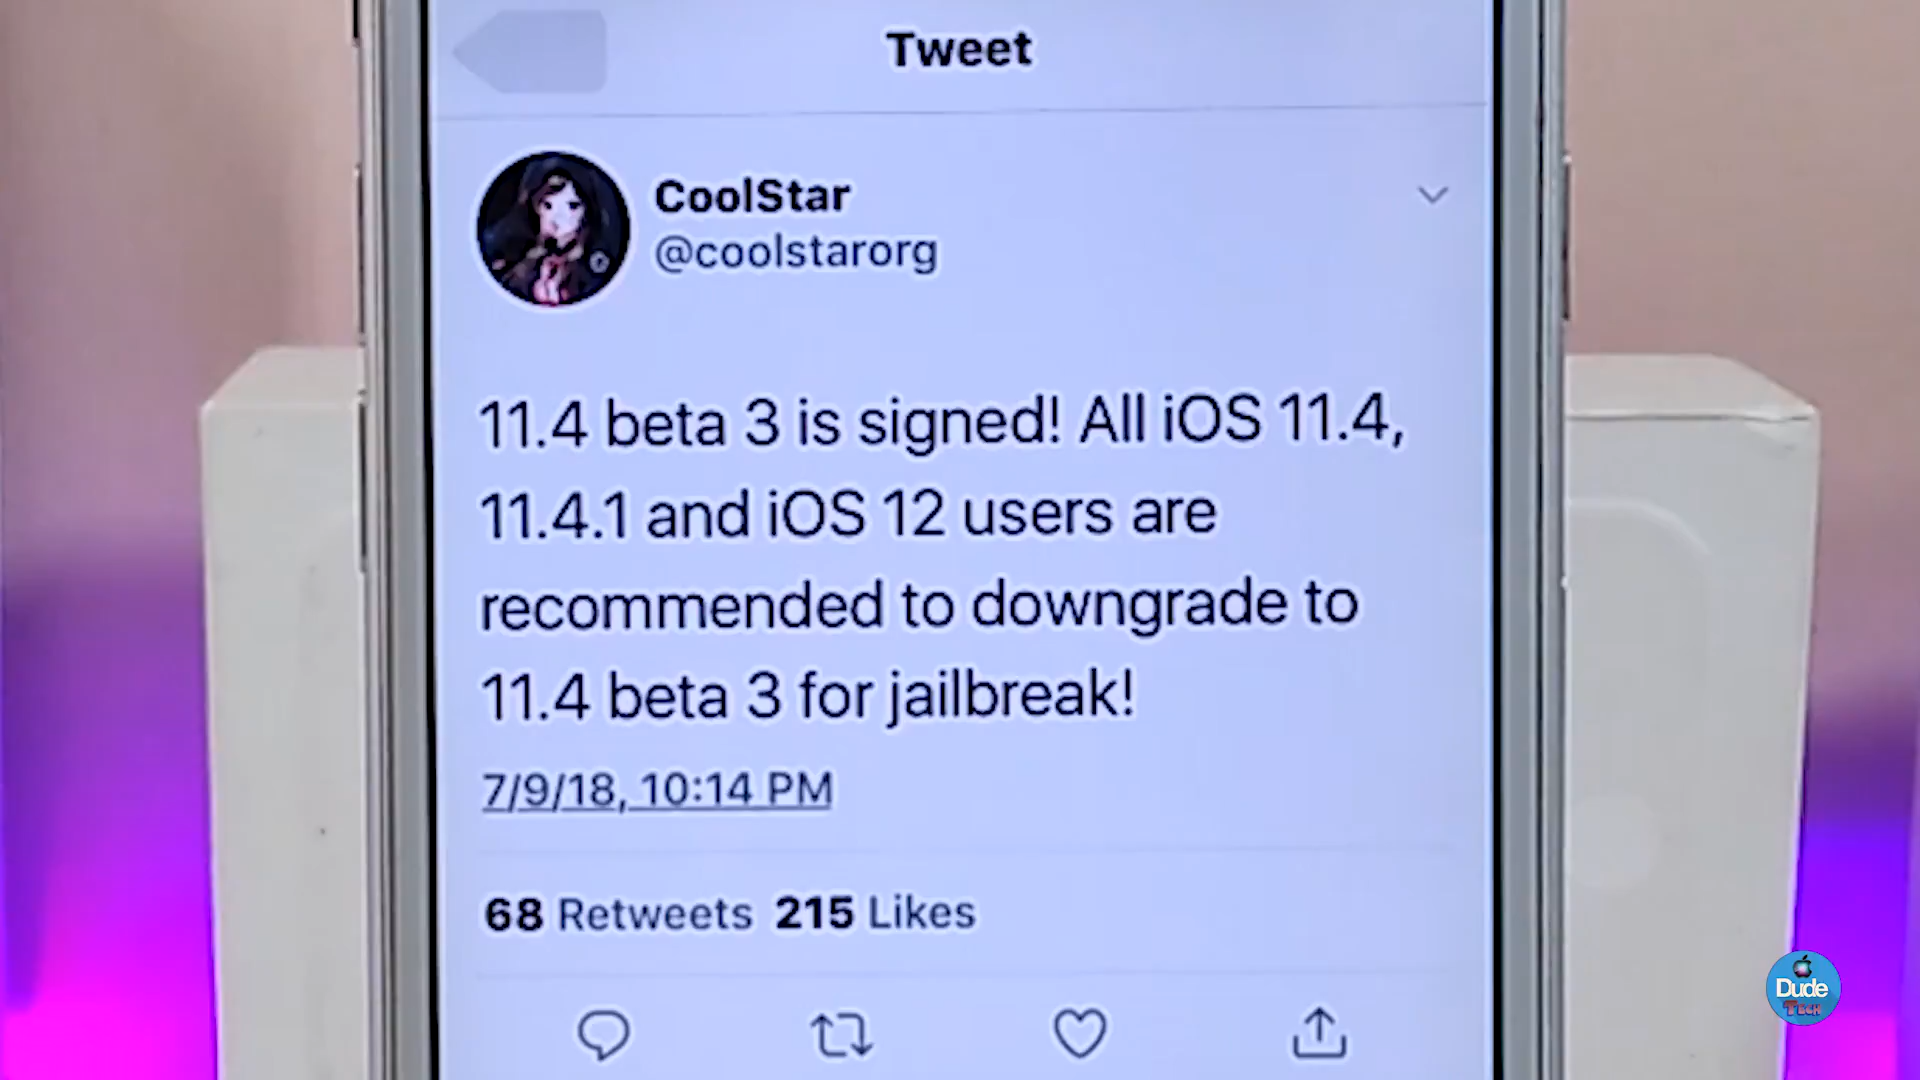 Tweet
CoolStar
@coolstarorg
11.4 beta 3 is signed! All iOS 11.4,
11.4.1 and iOS 12 users are
recommended to downgrade to
11.4 beta 3 for jailbreak!
7/9/18, 10:14 PM
68 Retweets 215 Likes
Dude
TECH